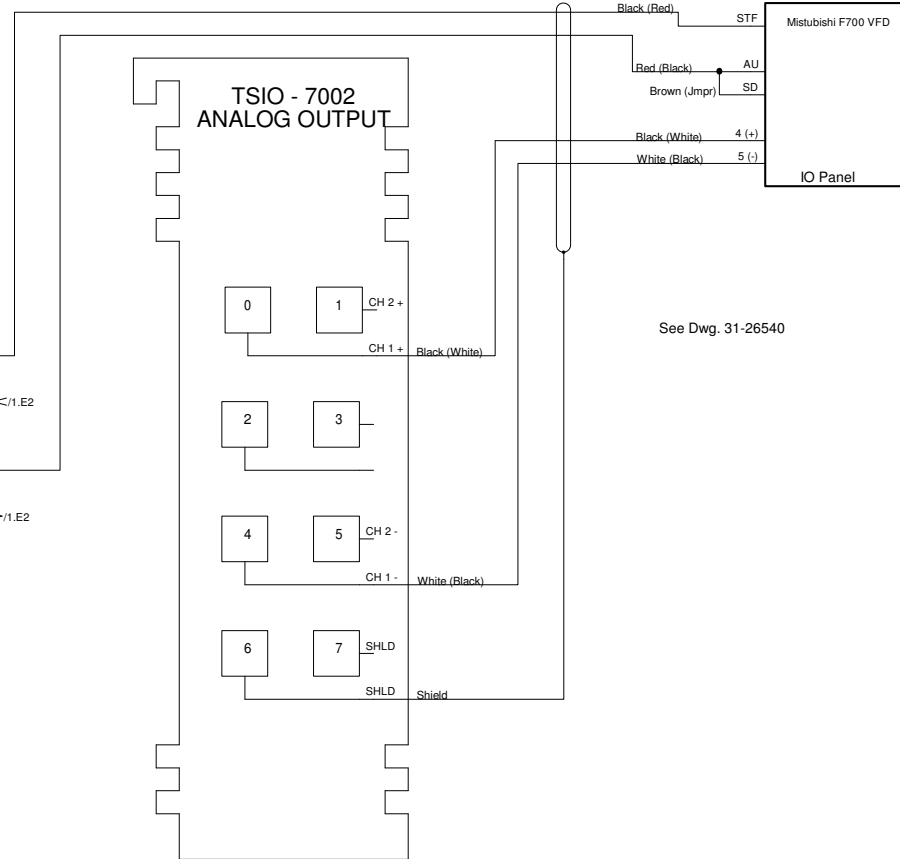 Black (Red)
STF
Mistubishi F700 VFD
Red (Black)
AU
Brown (Jmpr)
SD
TSIO - 7002
ANALOG OUTPUT
Black (White)
4 (+)
White (Black)
5 (-)
IO Panel
0
1
CH 2 +
See Dwg. 31-26540
CH 1 +
Black (White)
/1.E2
2
3
/1.E2
4
5
CH 2 -
CH 1 -
White (Black)
6
7
SHLD
SHLD
Shield